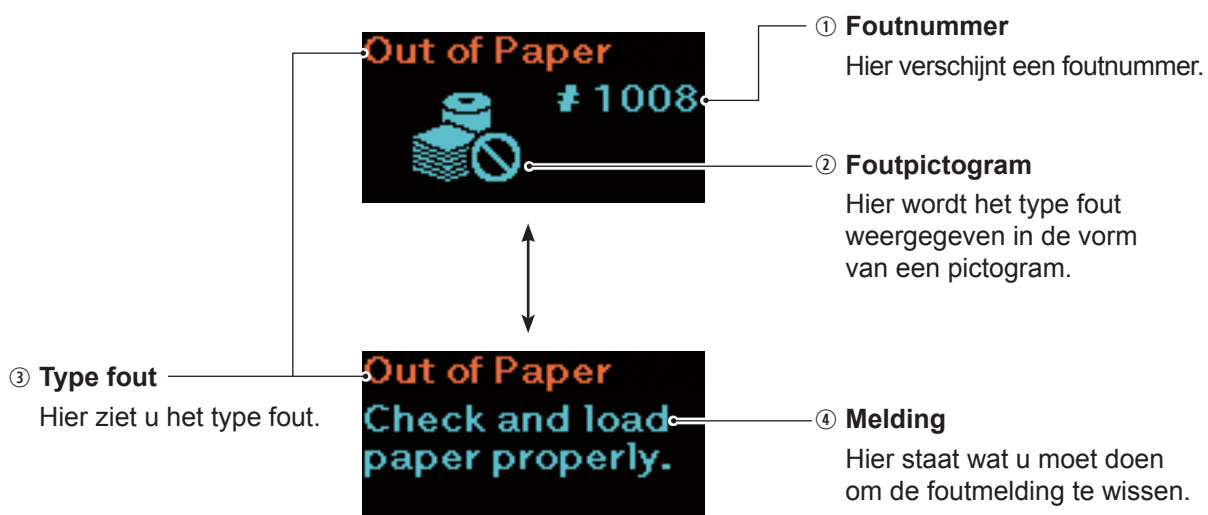 Out of Paper
# 1008
① Foutnummer
Hier verschijnt een foutnummer.
② Foutpictogram
Hier wordt het type fout
weergegeven in de vorm
van een pictogram.
③ Type fout
Hier ziet u het type fout.
Out of Paper
Check and load
paper properly.
④ Melding
Hier staat wat u moet doen
om de foutmelding te wissen.